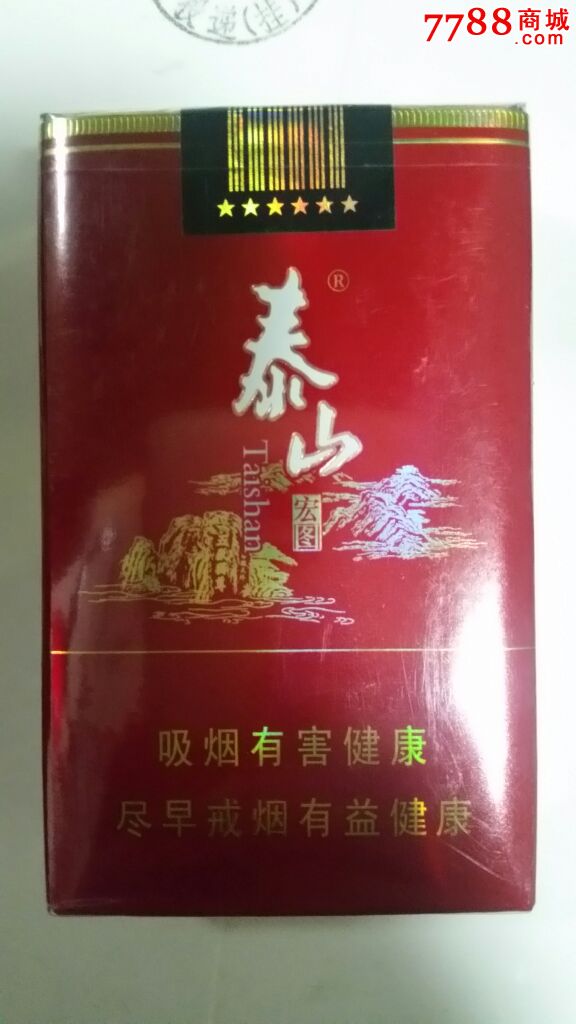 7788商城
.com
泰山®
Taishan
宏图
吸烟有害健康
尽早戒烟有益健康